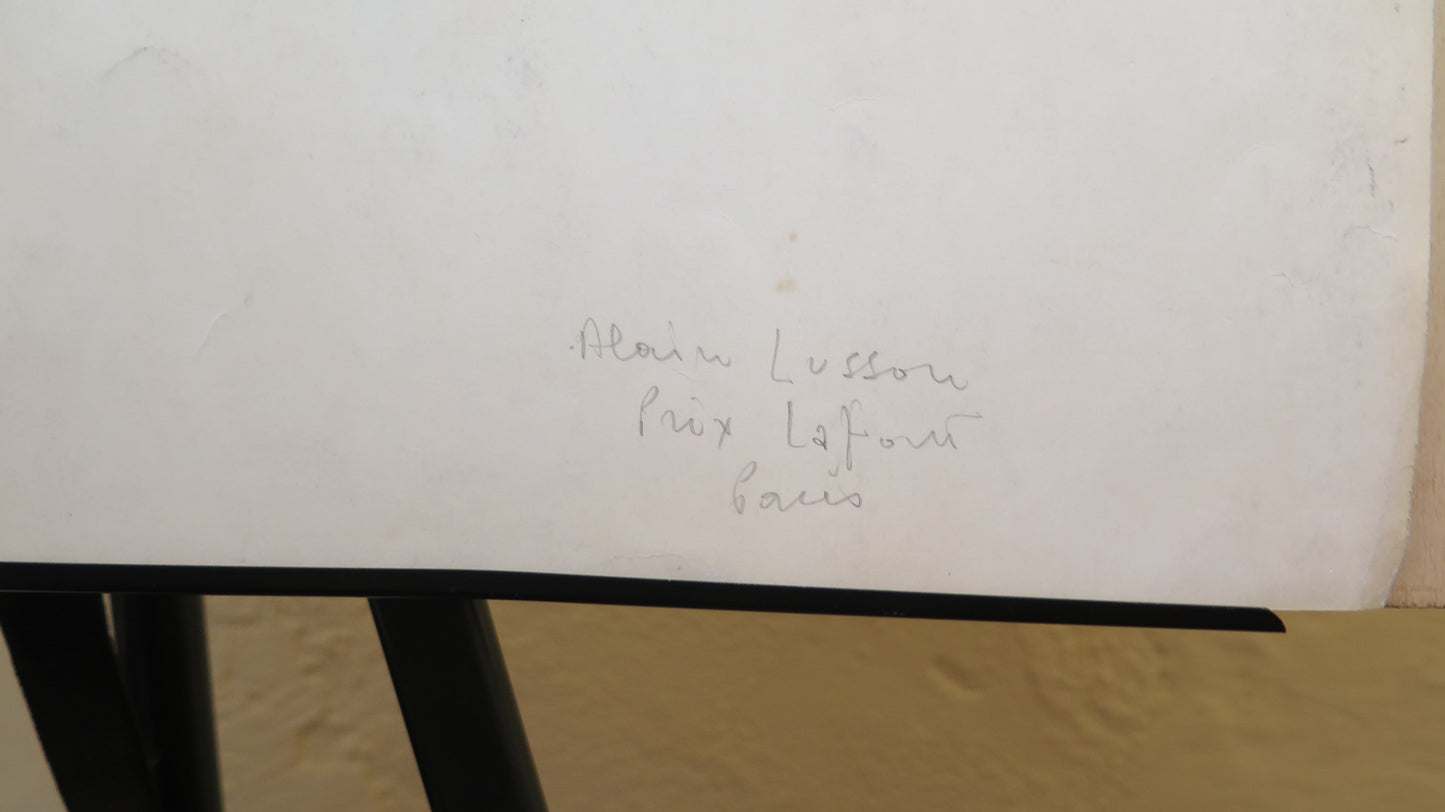 Alain Lusson
Prix Lafont
Paris